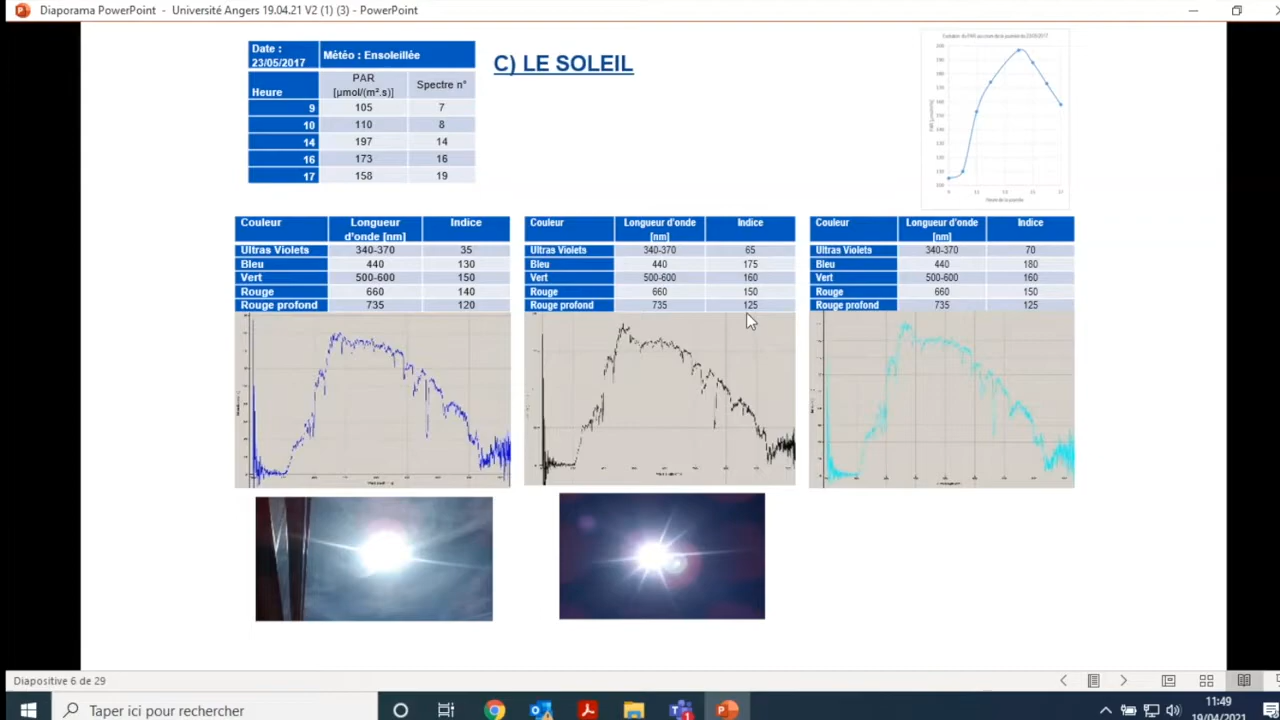 Diaporama PowerPoint - Université Angers 19.04.21 V2 (1) (3) - PowerPoint
Date : 23/05/2017 Météo : Ensoleillée
Heure PAR [µmol/(m².s)] Spectre n°
9 105 7
10 110 8
14 197 14
16 173 16
17 158 19
C) LE SOLEIL
Couleur Longueur d'onde [nm] Indice
Ultras Violets 340-370 35
Bleu 440 130
Vert 500-600 150
Rouge 660 140
Rouge profond 735 120
Couleur Longueur d'onde [nm] Indice
Ultras Violets 340-370 65
Bleu 440 175
Vert 500-600 160
Rouge 660 150
Rouge profond 735 125
Couleur Longueur d'onde [nm] Indice
Ultras Violets 340-370 70
Bleu 440 180
Vert 500-600 160
Rouge 660 150
Rouge profond 735 125
Diapositive 6 de 29
Taper ici pour rechercher
11:49
19/04/2021